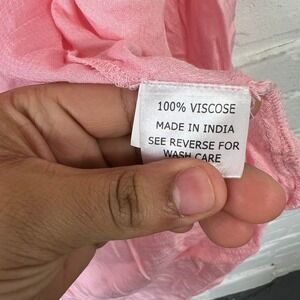 100% VISCOSE
MADE IN INDIA
SEE REVERSE FOR
WASH CARE